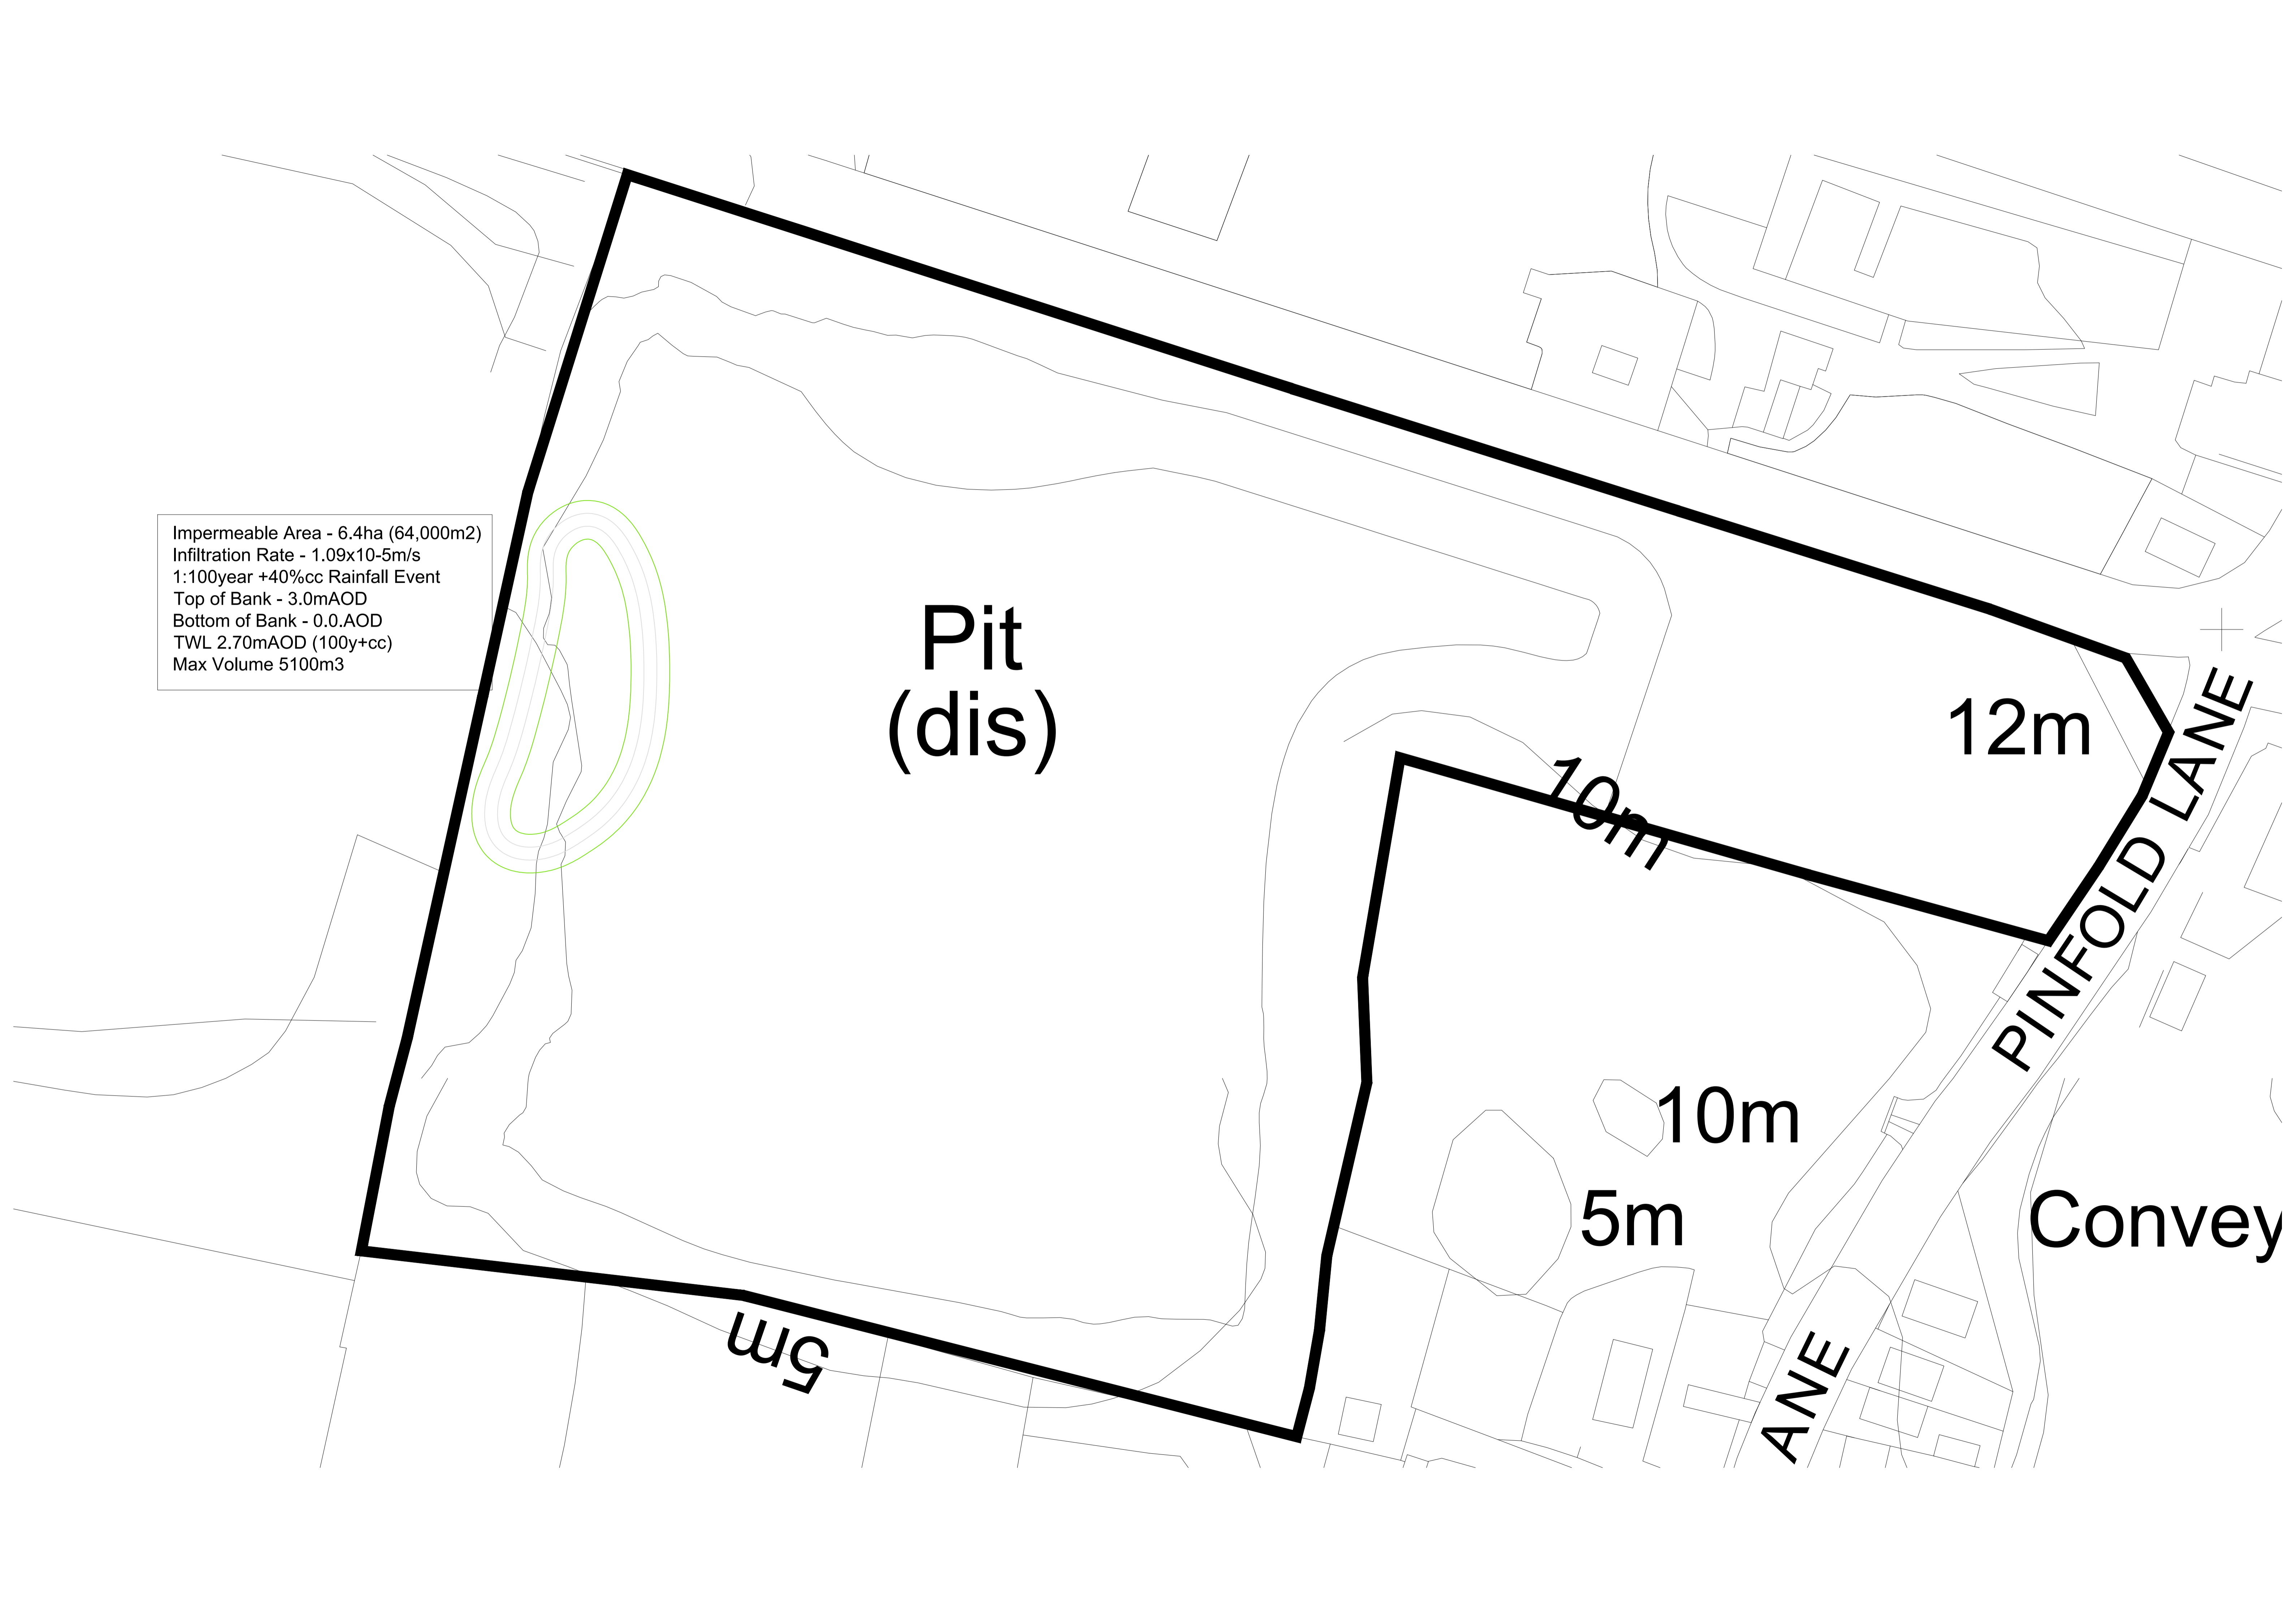 Impermeable Area - 6.4ha (64,000m2)
Infiltration Rate - 1.09x10-5m/s
1:100year +40%cc Rainfall Event
Top of Bank - 3.0mAOD
Bottom of Bank - 0.0.AOD
TWL 2.70mAOD (100y+cc)
Max Volume 5100m3
Pit
(dis)
12m
10m
PINFOLD LANE
10m
5m
Convey
5m
ANE